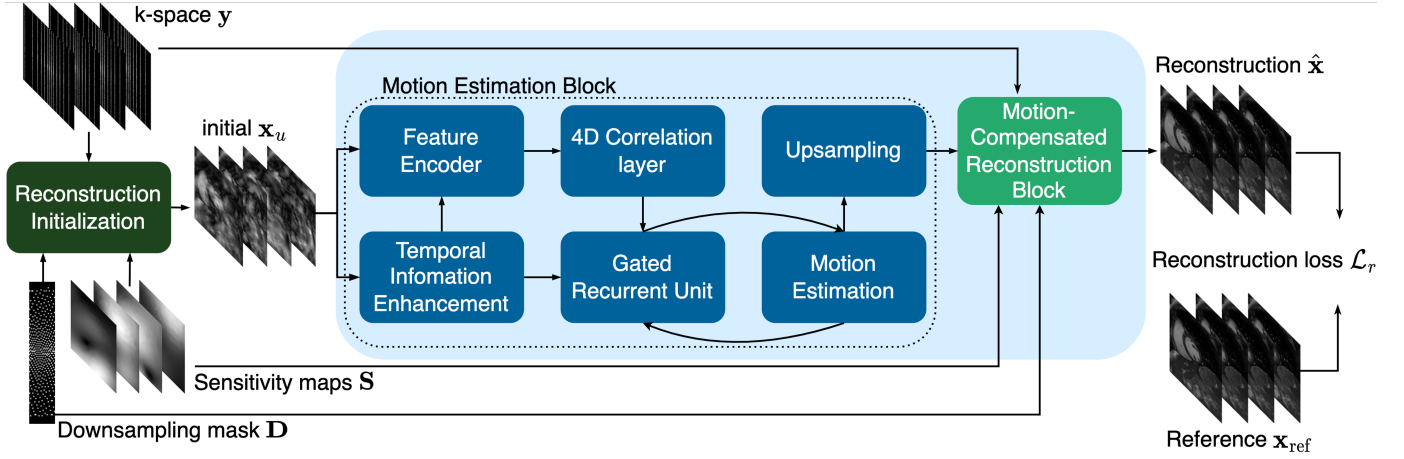 k-space y
Reconstruction
Initialization
initial x_u
Sensitivity maps S
Downsampling mask D
Motion Estimation Block
Feature
Encoder
4D Correlation
layer
Upsampling
Temporal
Infomation
Enhancement
Gated
Recurrent Unit
Motion
Estimation
Motion-
Compensated
Reconstruction
Block
Reconstruction x̂
Reconstruction loss ℒ_r
Reference x_ref